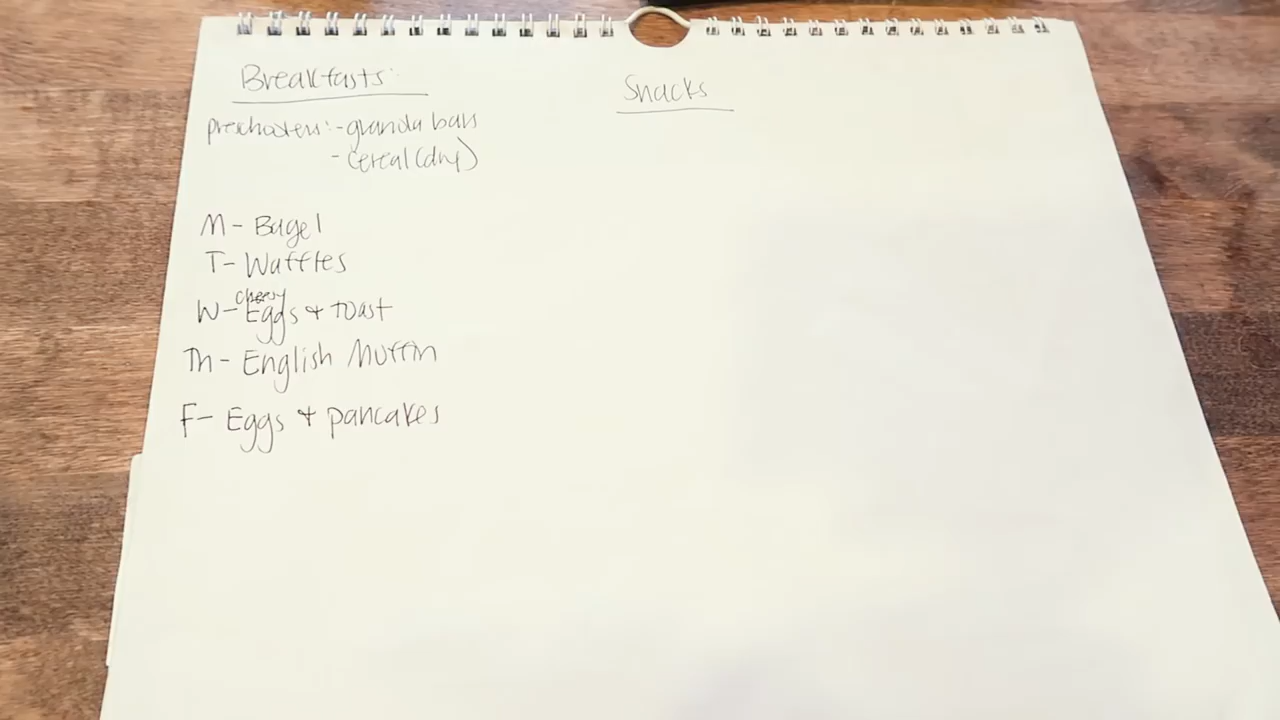 Breakfasts:
Snacks
preschoolers: - granola bars
- cereal (dry)
M - Bagel
T - Waffles
cheesy
W - Eggs + toast
Th - English Muffin
F - Eggs + pancakes